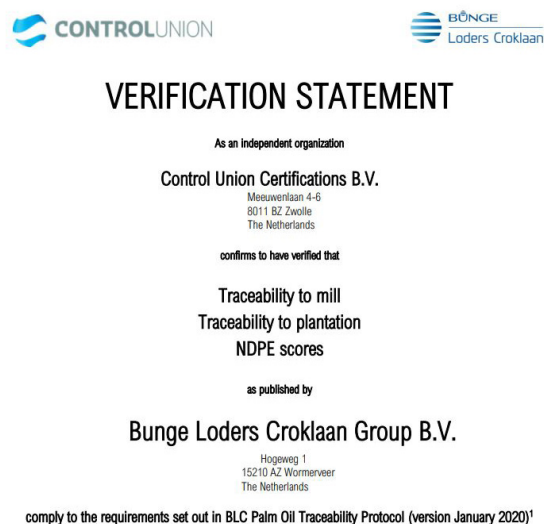 CONTROLUNION
BUNGE
Loders Croklaan
VERIFICATION STATEMENT
As an independent organization
Control Union Certifications B.V.
Meeuwenlaan 4-6
8011 BZ Zwolle
The Netherlands
confirms to have verified that
Traceability to mill
Traceability to plantation
NDPE scores
as published by
Bunge Loders Croklaan Group B.V.
Hogeweg 1
15210 AZ Wormerveer
The Netherlands
comply to the requirements set out in BLC Palm Oil Traceability Protocol (version January 2020)¹